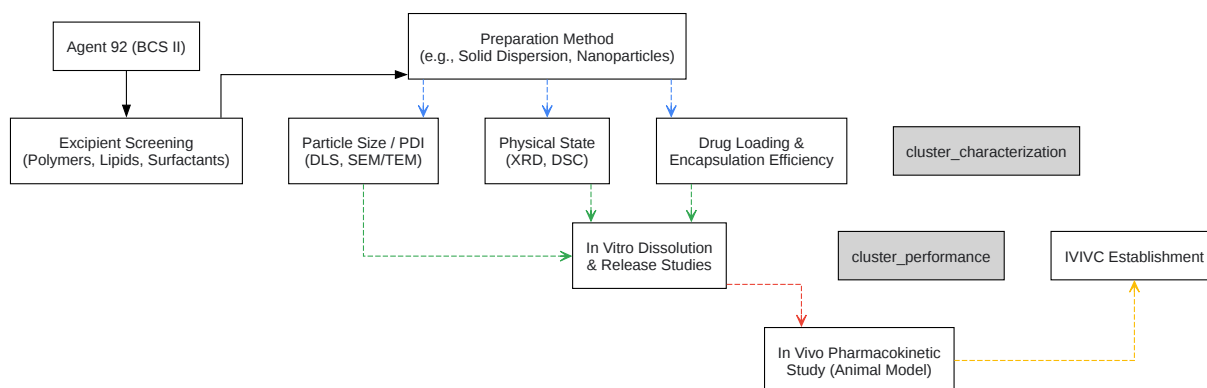 Agent 92 (BCS II)
Preparation Method
(e.g., Solid Dispersion, Nanoparticles)
Excipient Screening
(Polymers, Lipids, Surfactants)
Particle Size / PDI
(DLS, SEM/TEM)
Physical State
(XRD, DSC)
Drug Loading &
Encapsulation Efficiency
cluster_characterization
In Vitro Dissolution
& Release Studies
cluster_performance
IVIVC Establishment
In Vivo Pharmacokinetic
Study (Animal Model)